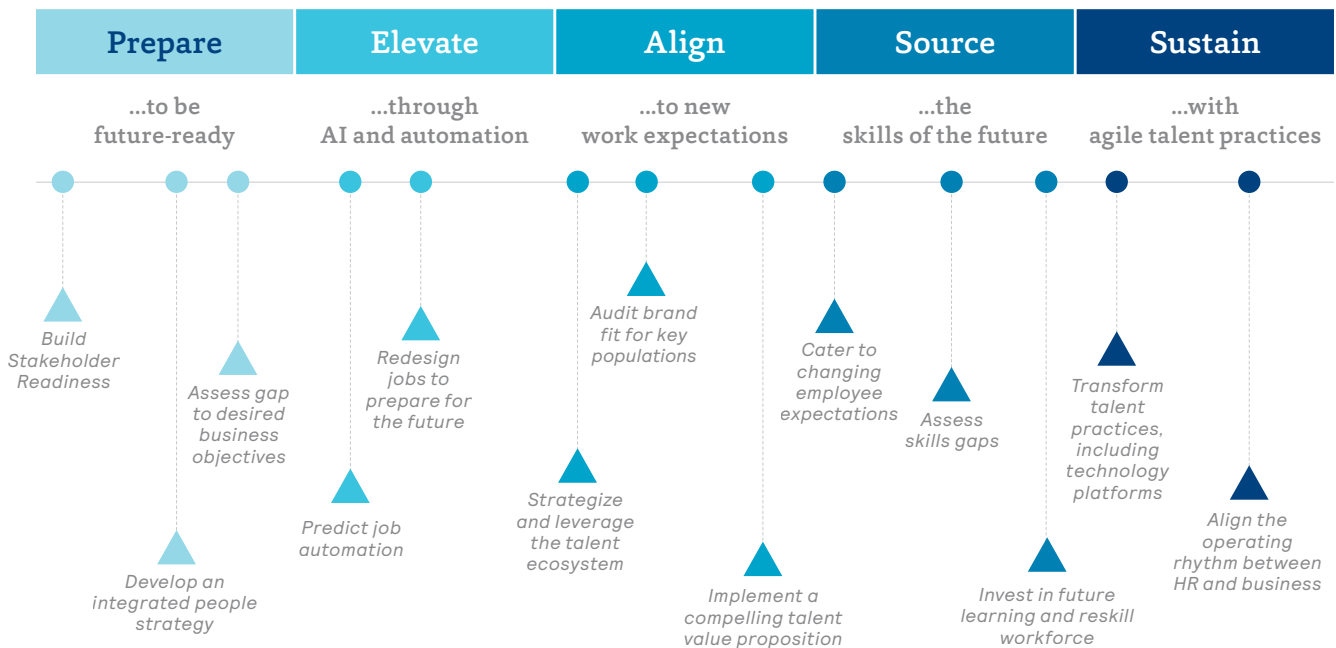 Prepare
Elevate
Align
Source
Sustain
...to be
future-ready
...through
AI and automation
...to new
work expectations
...the
skills of the future
...with
agile talent practices
Build
Stakeholder
Readiness
Develop an
integrated people
strategy
Assess gap
to desired
business
objectives
Predict job
automation
Redesign
jobs to
prepare for
the future
Strategize
and leverage
the talent
ecosystem
Audit brand
fit for key
populations
Implement a
compelling talent
value proposition
Cater to
changing
employee
expectations
Assess
skills gaps
Invest in future
learning and reskill
workforce
Transform
talent
practices,
including
technology
platforms
Align the
operating
rhythm between
HR and business